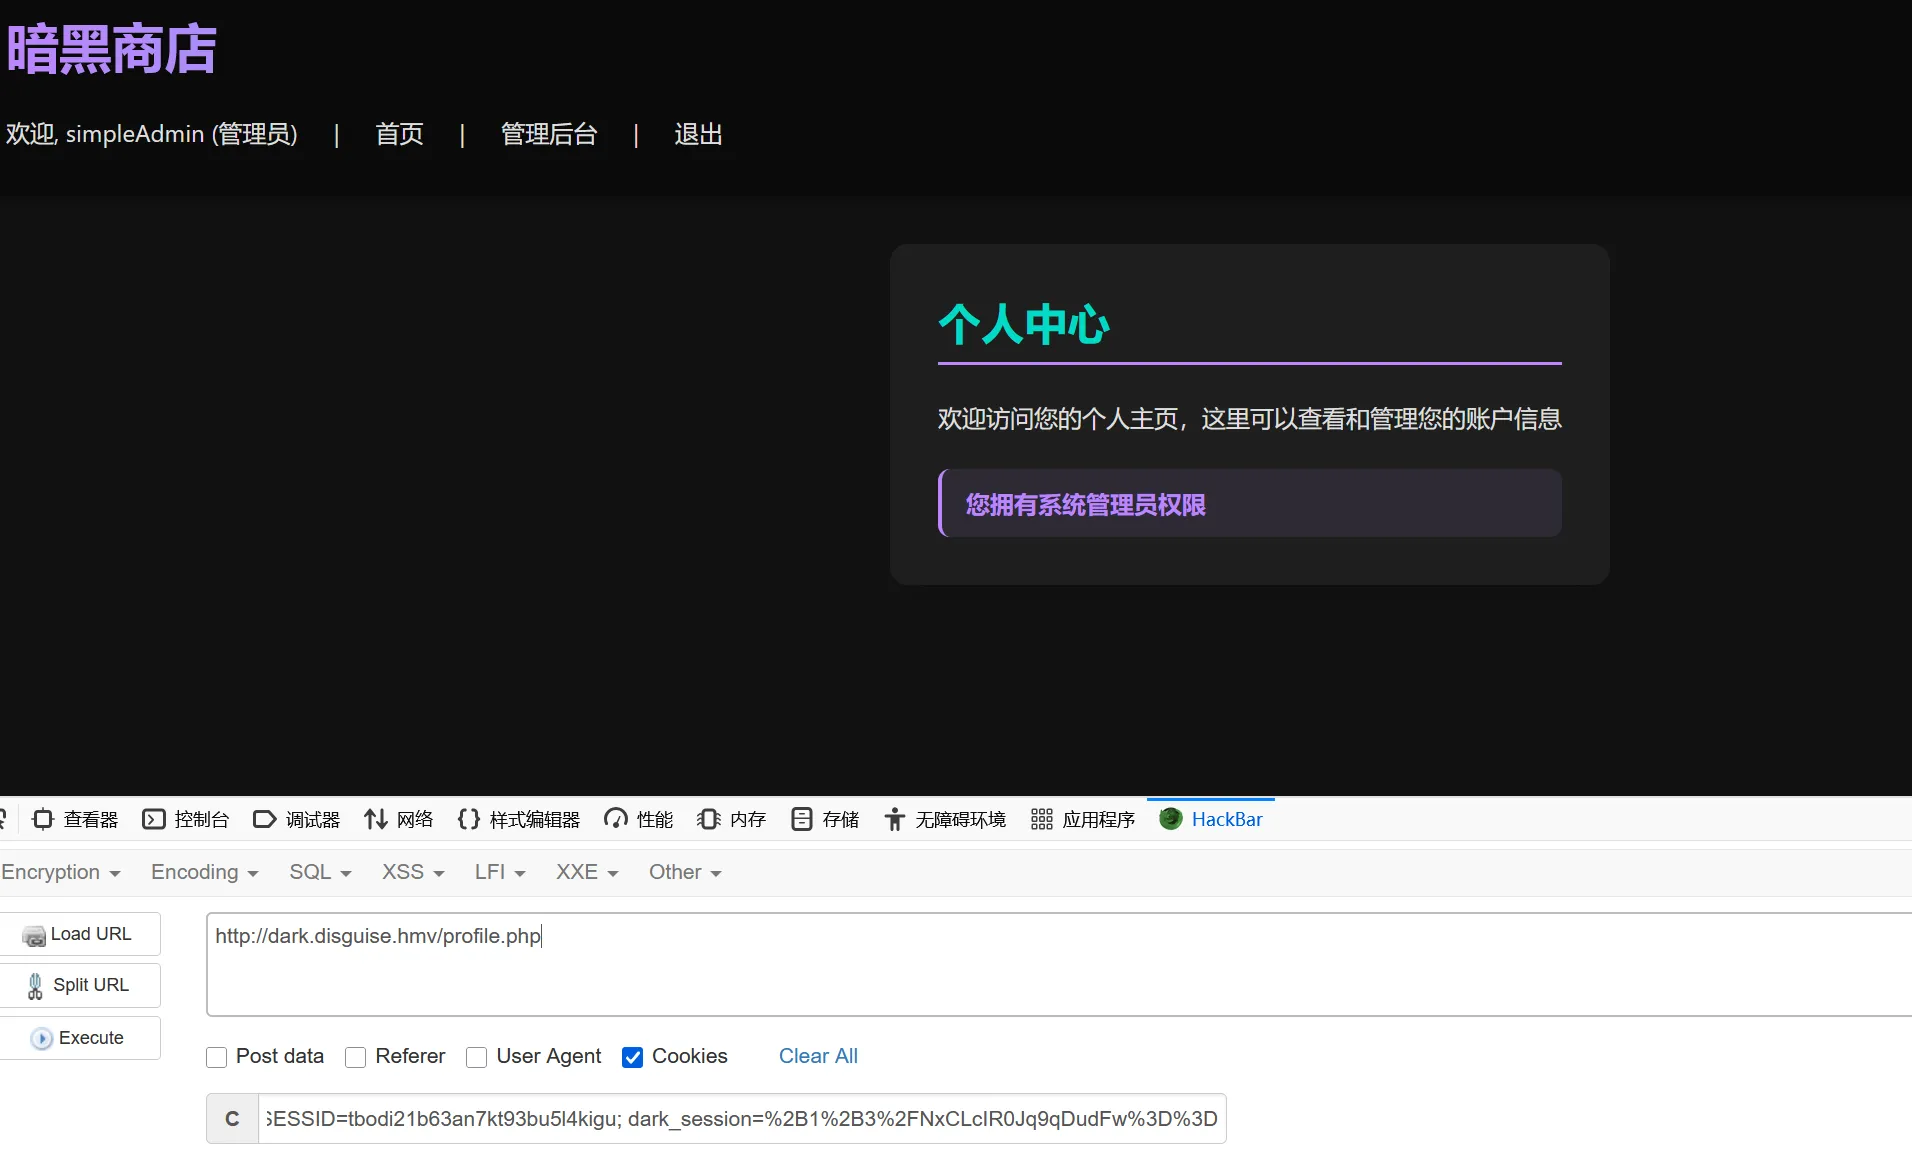 暗黑商店
欢迎, simpleAdmin (管理员) | 首页 | 管理后台 | 退出
个人中心
欢迎访问您的个人主页，这里可以查看和管理您的账户信息
您拥有系统管理员权限
查看器 控制台 调试器 网络 样式编辑器 性能 内存 存储 无障碍环境 应用程序 HackBar
Encryption Encoding SQL XSS LFI XXE Other
Load URL
http://dark.disguise.hmv/profile.php
Split URL
Execute
Post data Referer User Agent Cookies Clear All
C SESSID=tbodi21b63an7kt93bu5l4kigu; dark_session=%2B1%2B3%2FNxCLcIR0Jq9qDudFw%3D%3D